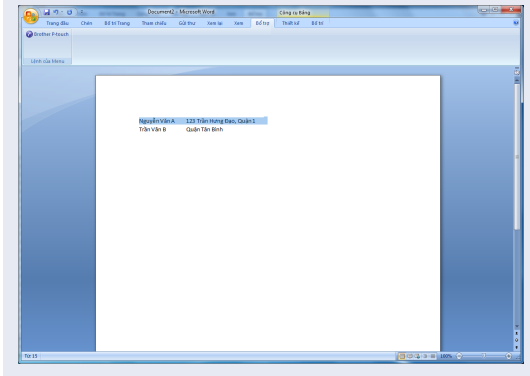 Document2 - Microsoft Word
Công cụ Bảng
Trang đầu Chèn Bố trí Trang Tham chiếu Gửi thư Xem lại Xem Bổ trợ Thiết kế Bố trí
Brother P-touch
Lệnh của Menu
Nguyễn Văn A 123 Trần Hưng Đạo, Quận 1
Trần Văn B Quận Tân Bình
Từ: 15
100%